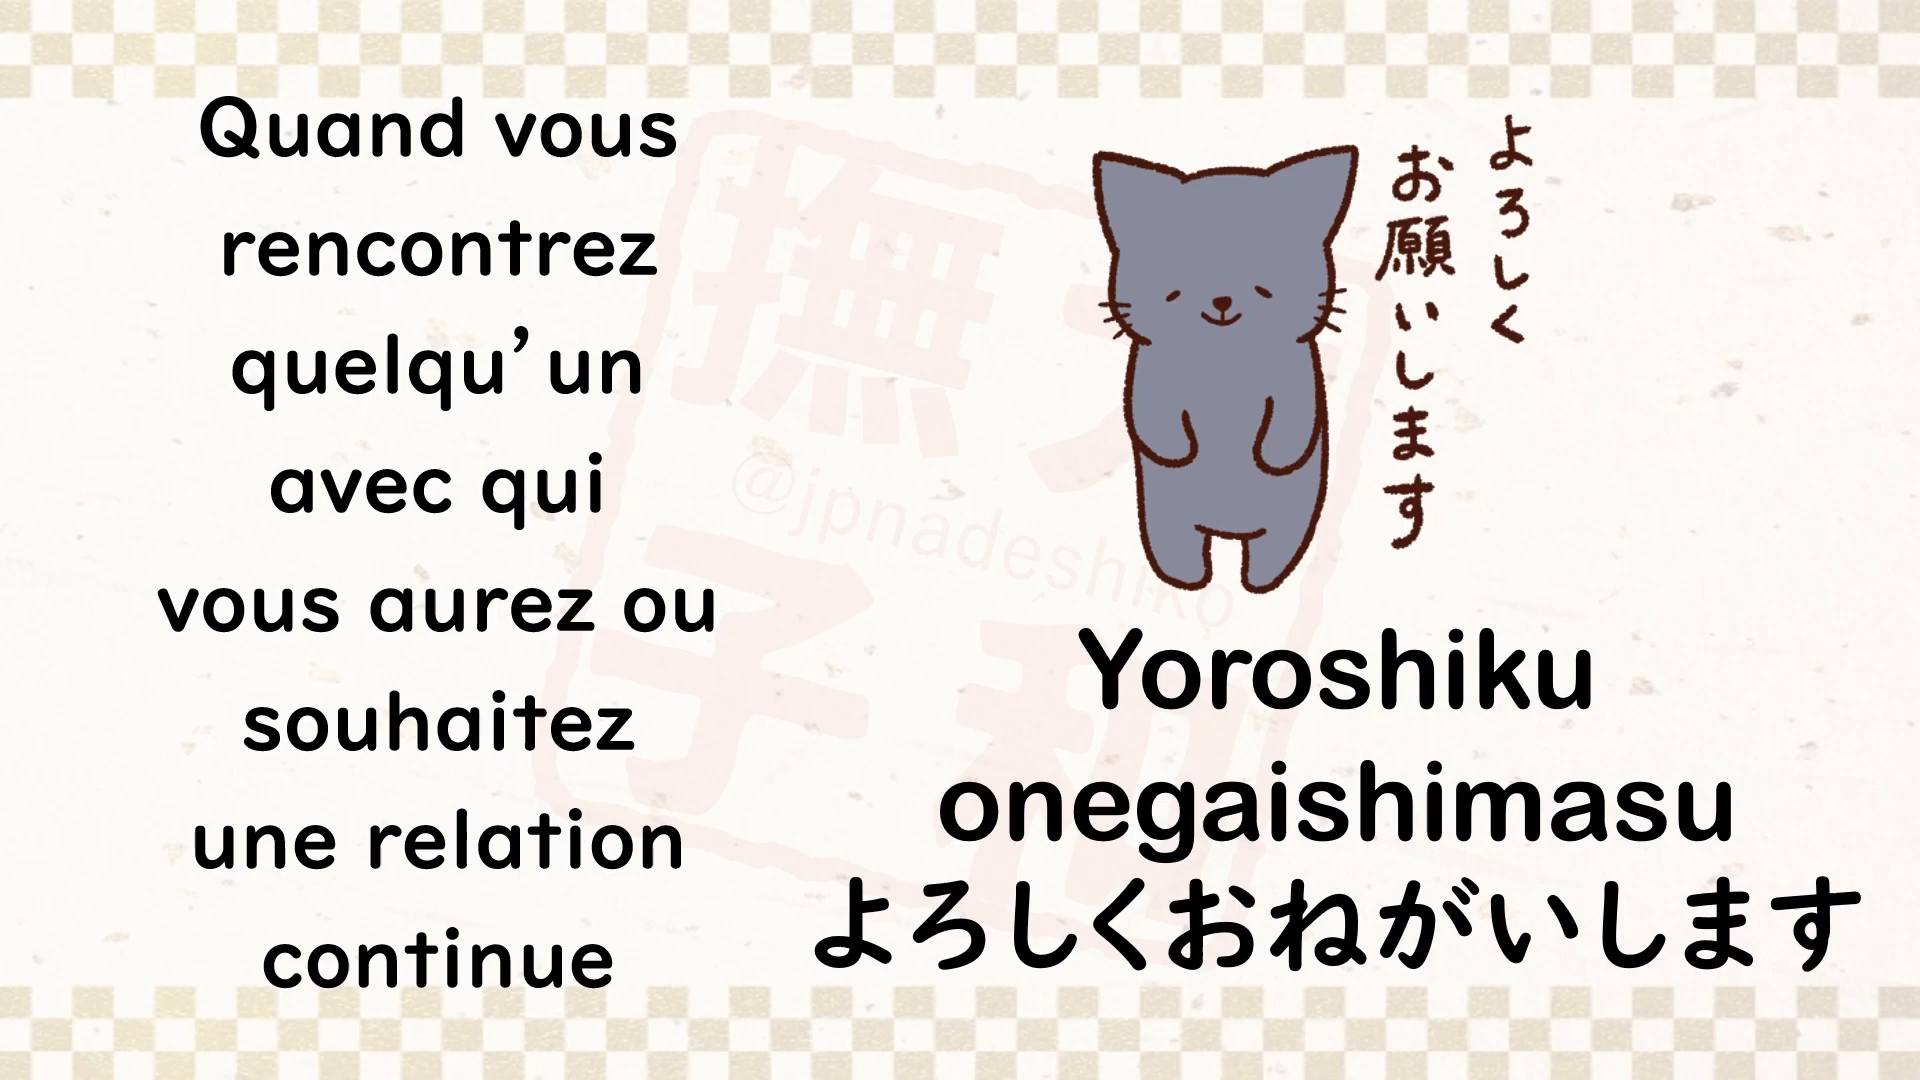 Quand vous
rencontrez
quelqu’un
avec qui
vous aurez ou
souhaitez
une relation
continue
よろしく
お願いします
Yoroshiku
onegaishimasu
よろしくおねがいします
@jpnadeshiko